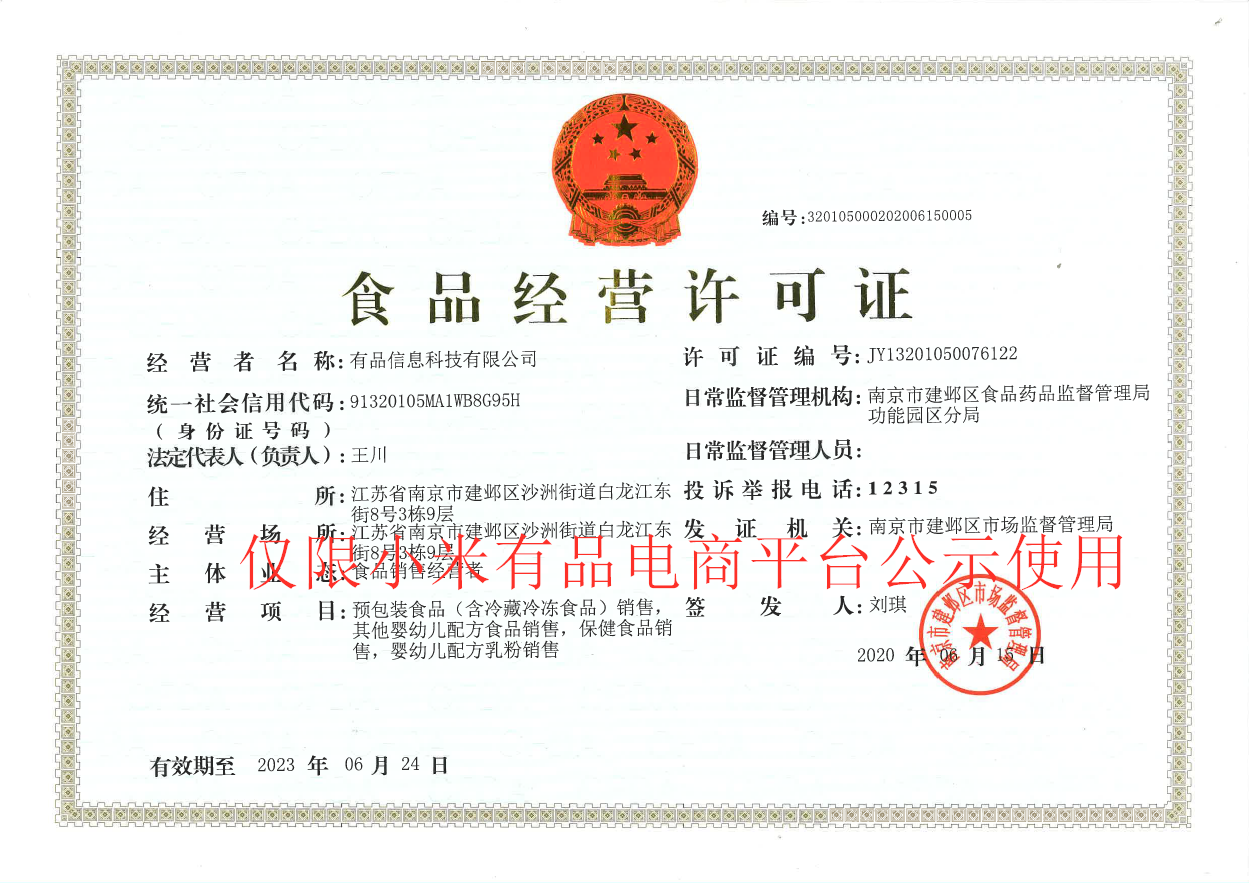 编号:320105000202006150005
食品经营许可证
经营者名称:有品信息科技有限公司
统一社会信用代码:91320105MA1WB8G95H
(身份证号码)
法定代表人(负责人):王川
住所:江苏省南京市建邺区沙洲街道白龙江东
街8号3栋9层
经营场所:江苏省南京市建邺区沙洲街道白龙江东
街8号3栋9层
主体业态:食品销售经营者
经营项目:预包装食品(含冷藏冷冻食品)销售,
其他婴幼儿配方食品销售,保健食品销
售,婴幼儿配方乳粉销售
许可证编号:JY13201050076122
日常监督管理机构:南京市建邺区食品药品监督管理局
功能园区分局
日常监督管理人员:
投诉举报电话:12315
发证机关:南京市建邺区市场监督管理局
仅限小米有品电商平台公示使用
签发人:刘琪
南京市建邺区市场监督管理局
2020 年 06 月 15 日
有效期至 2023 年 06 月 24 日